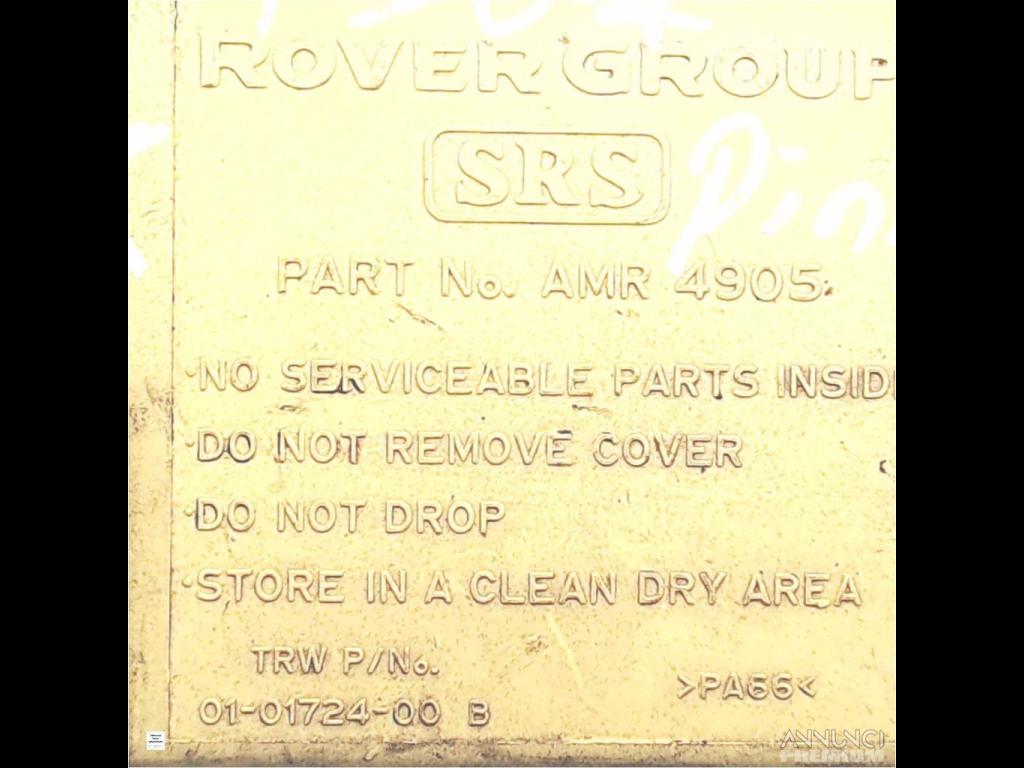 ROVER GROUP
SRS
PART No. AMR 4905
·NO SERVICEABLE PARTS INSID
·DO NOT REMOVE COVER
·DO NOT DROP
·STORE IN A CLEAN DRY AREA
TRW P/No.
01-01724-00 B
>PA66<
ANNUNCI
PREMIUM